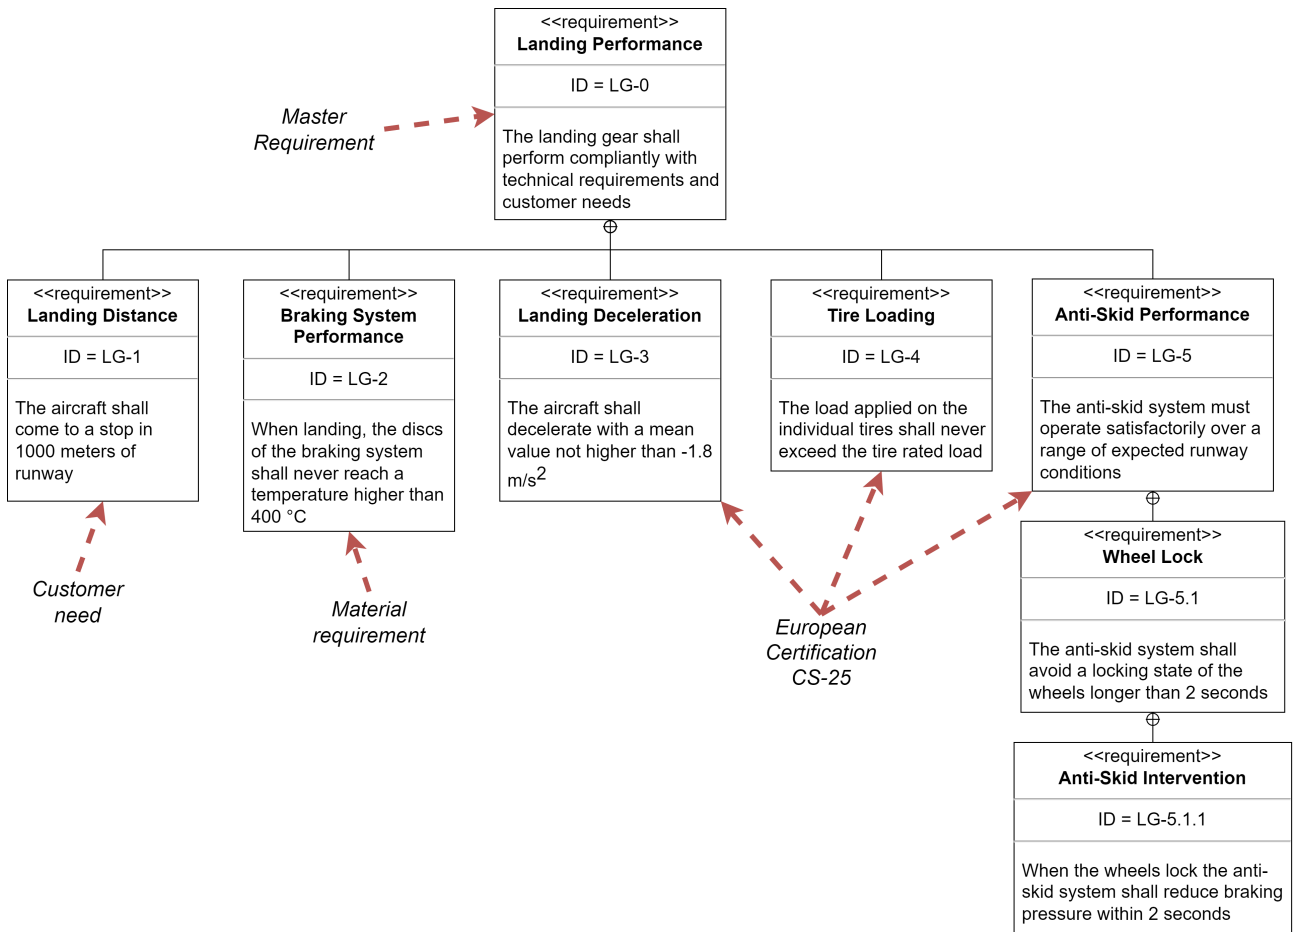 <<requirement>>
Landing Performance
ID = LG-0
The landing gear shall
perform compliantly with
technical requirements and
customer needs
Master
Requirement
<<requirement>>
Landing Distance
ID = LG-1
The aircraft shall
come to a stop in
1000 meters of
runway
<<requirement>>
Braking System
Performance
ID = LG-2
When landing, the discs
of the braking system
shall never reach a
temperature higher than
400 °C
<<requirement>>
Landing Deceleration
ID = LG-3
The aircraft shall
decelerate with a mean
value not higher than -1.8
m/s²
<<requirement>>
Tire Loading
ID = LG-4
The load applied on the
individual tires shall never
exceed the tire rated load
<<requirement>>
Anti-Skid Performance
ID = LG-5
The anti-skid system must
operate satisfactorily over a
range of expected runway
conditions
Customer
need
Material
requirement
European
Certification
CS-25
<<requirement>>
Wheel Lock
ID = LG-5.1
The anti-skid system shall
avoid a locking state of the
wheels longer than 2 seconds
<<requirement>>
Anti-Skid Intervention
ID = LG-5.1.1
When the wheels lock the anti-
skid system shall reduce braking
pressure within 2 seconds